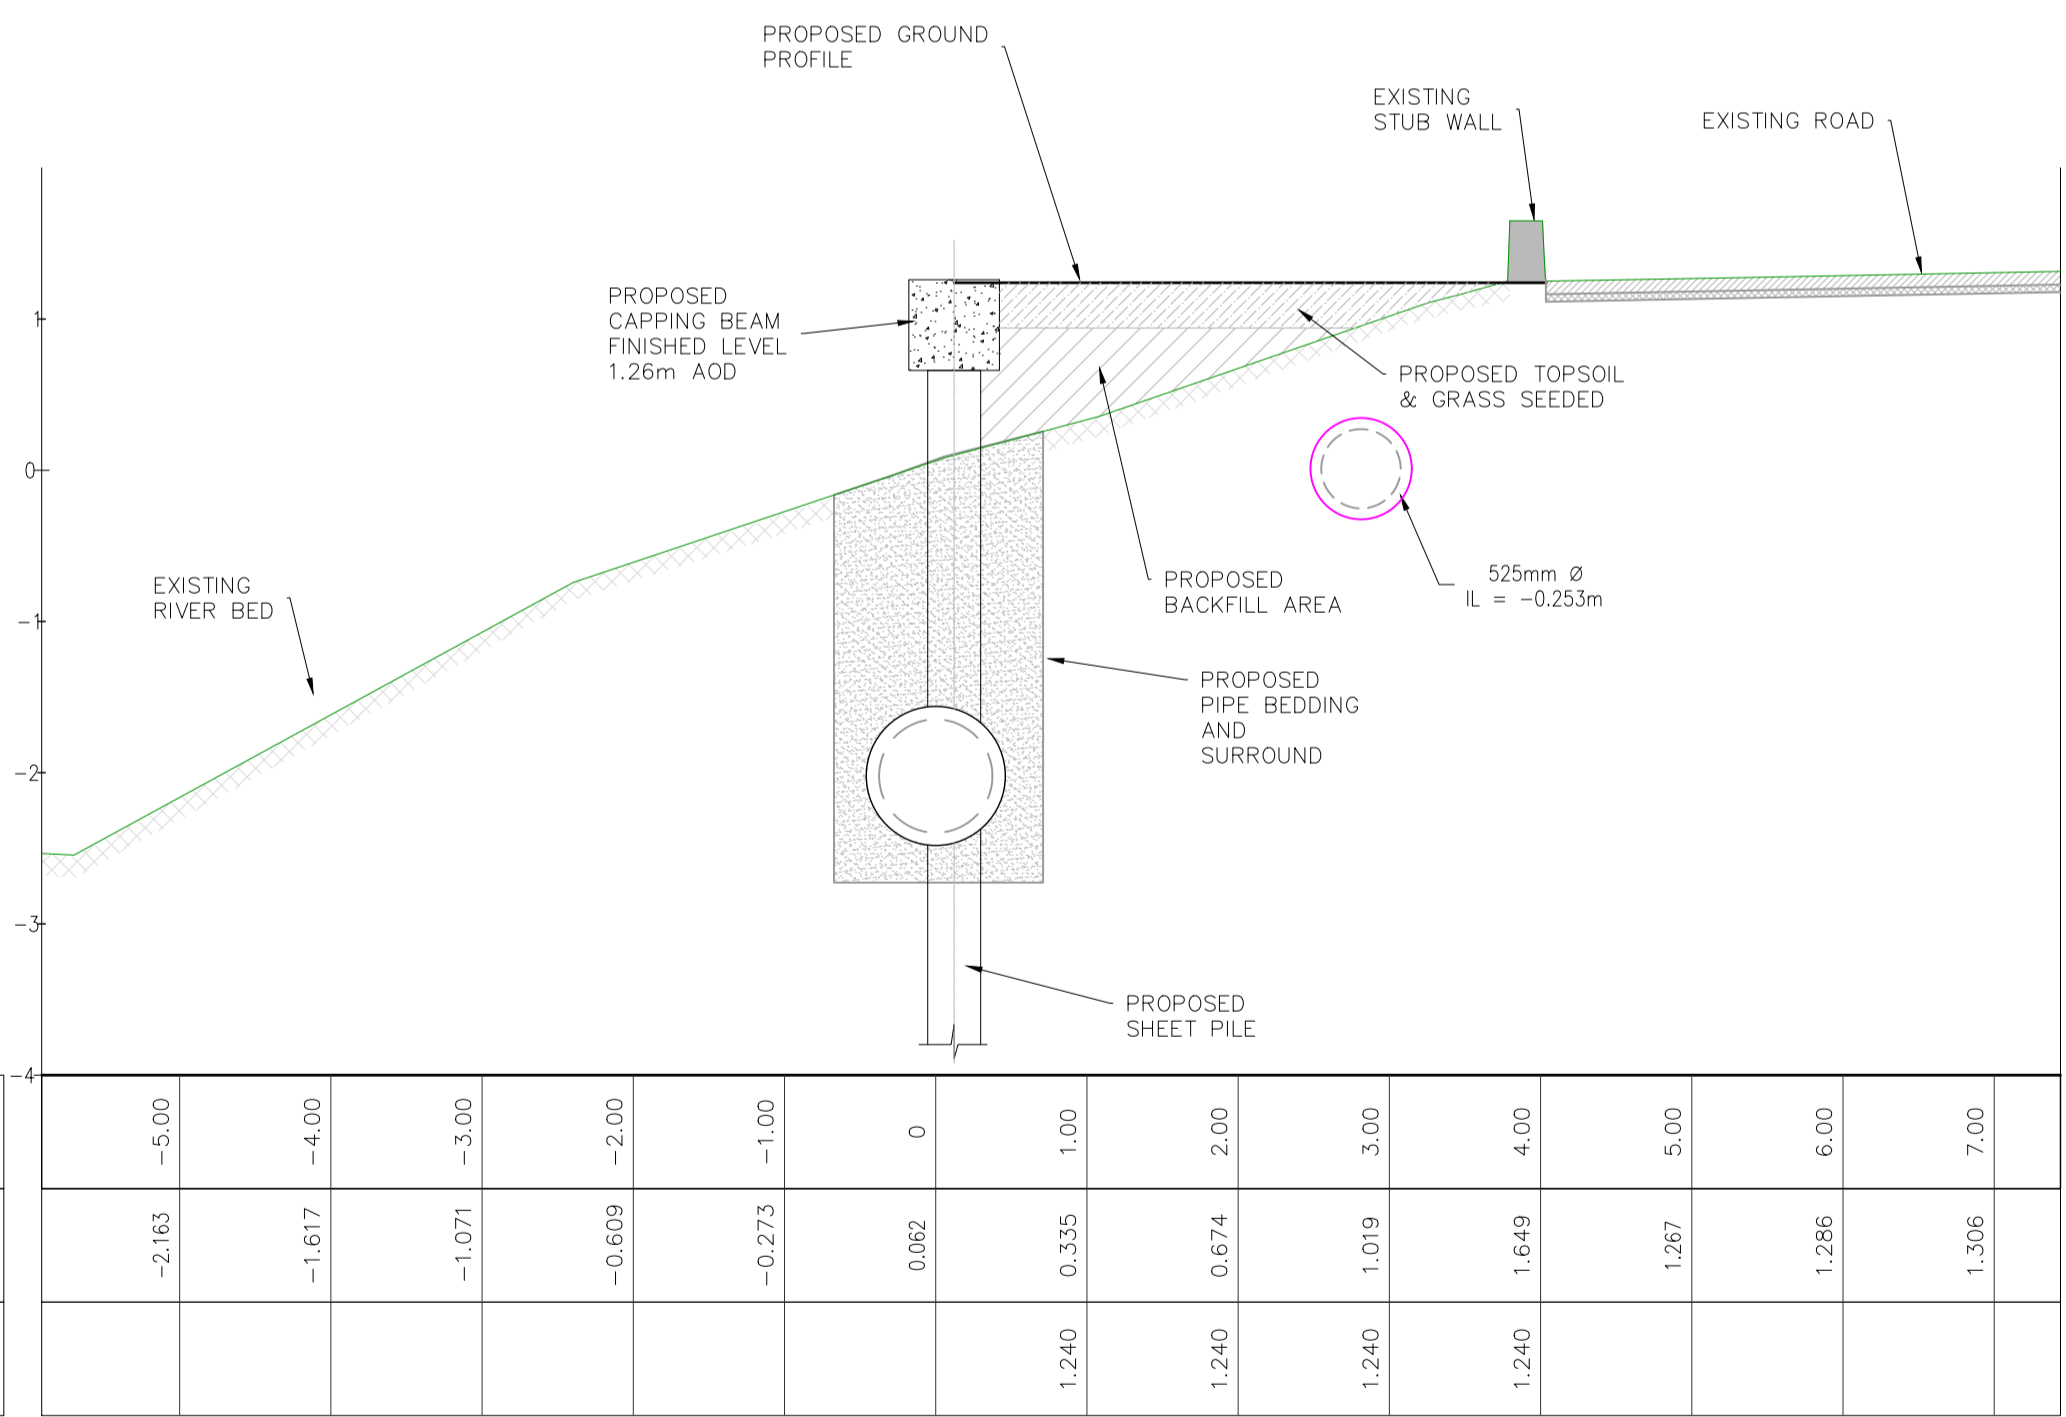 PROPOSED GROUND
PROFILE
EXISTING
STUB WALL
EXISTING ROAD
PROPOSED
CAPPING BEAM
FINISHED LEVEL
1.26m AOD
PROPOSED TOPSOIL
& GRASS SEEDED
525mm Ø
IL = -0.253m
EXISTING
RIVER BED
PROPOSED
BACKFILL AREA
PROPOSED
PIPE BEDDING
AND
SURROUND
PROPOSED
SHEET PILE
1
0
-1
-2
-3
-4
-5.00 -4.00 -3.00 -2.00 -1.00 0 1.00 2.00 3.00 4.00 5.00 6.00 7.00
-2.163 -1.617 -1.071 -0.609 -0.273 0.062 0.335 0.674 1.019 1.649 1.267 1.286 1.306
1.240 1.240 1.240 1.240